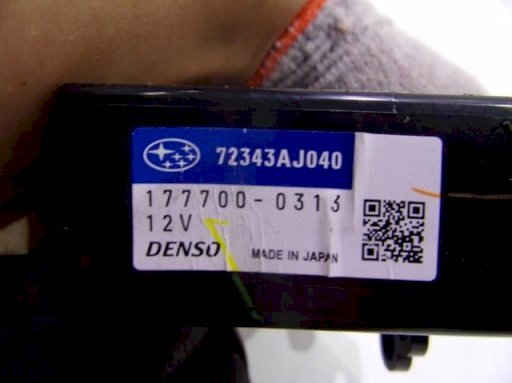 72343AJ040
177700-0313
12V
DENSO
MADE IN JAPAN